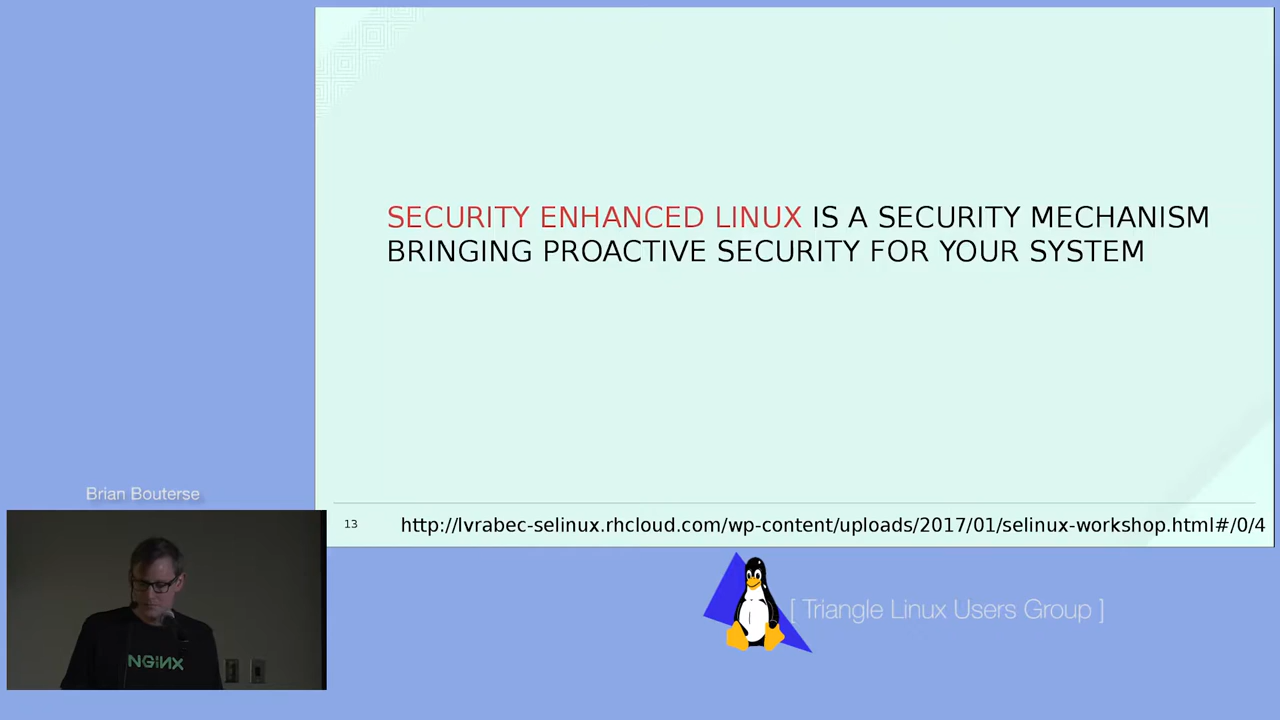 SECURITY ENHANCED LINUX IS A SECURITY MECHANISM
BRINGING PROACTIVE SECURITY FOR YOUR SYSTEM
13
http://lvrabec-selinux.rhcloud.com/wp-content/uploads/2017/01/selinux-workshop.html#/0/4
Brian Bouterse
NGINX
[ Triangle Linux Users Group ]